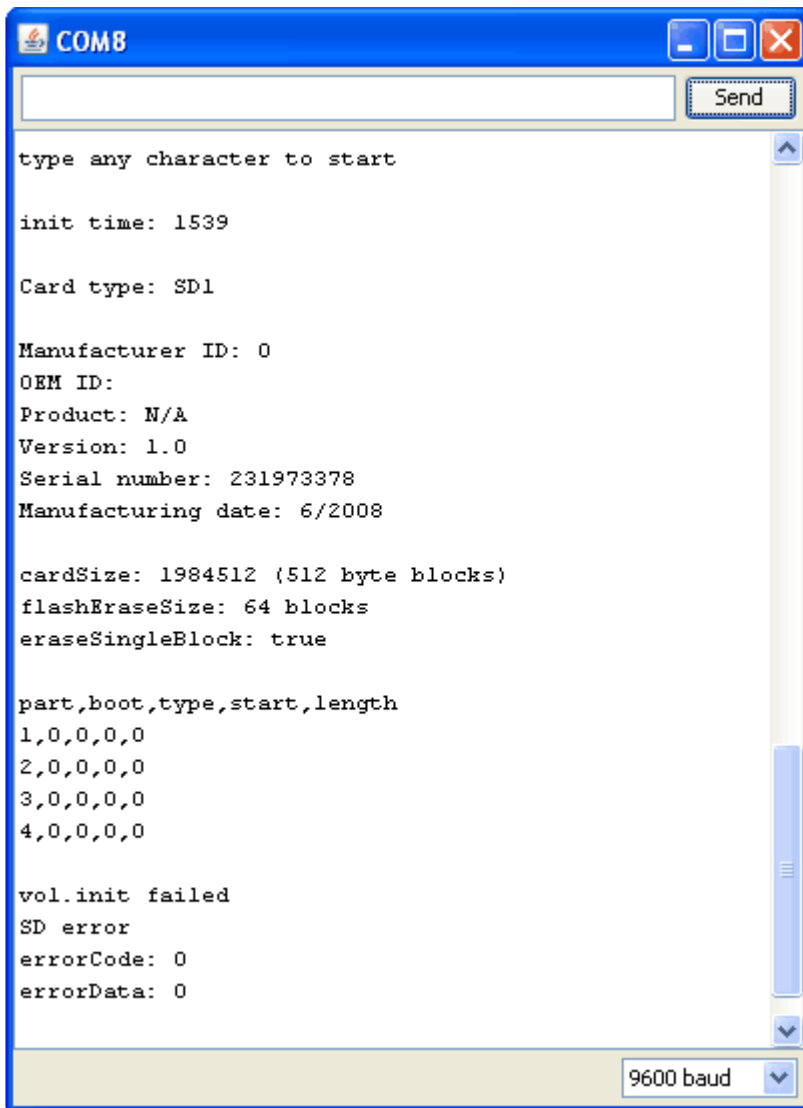 COM8
Send
type any character to start
init time: 1539
Card type: SD1
Manufacturer ID: 0
OEM ID:
Product: N/A
Version: 1.0
Serial number: 231973378
Manufacturing date: 6/2008
cardSize: 1984512 (512 byte blocks)
flashEraseSize: 64 blocks
eraseSingleBlock: true
part,boot,type,start,length
1,0,0,0,0
2,0,0,0,0
3,0,0,0,0
4,0,0,0,0
vol.init failed
SD error
errorCode: 0
errorData: 0
9600 baud